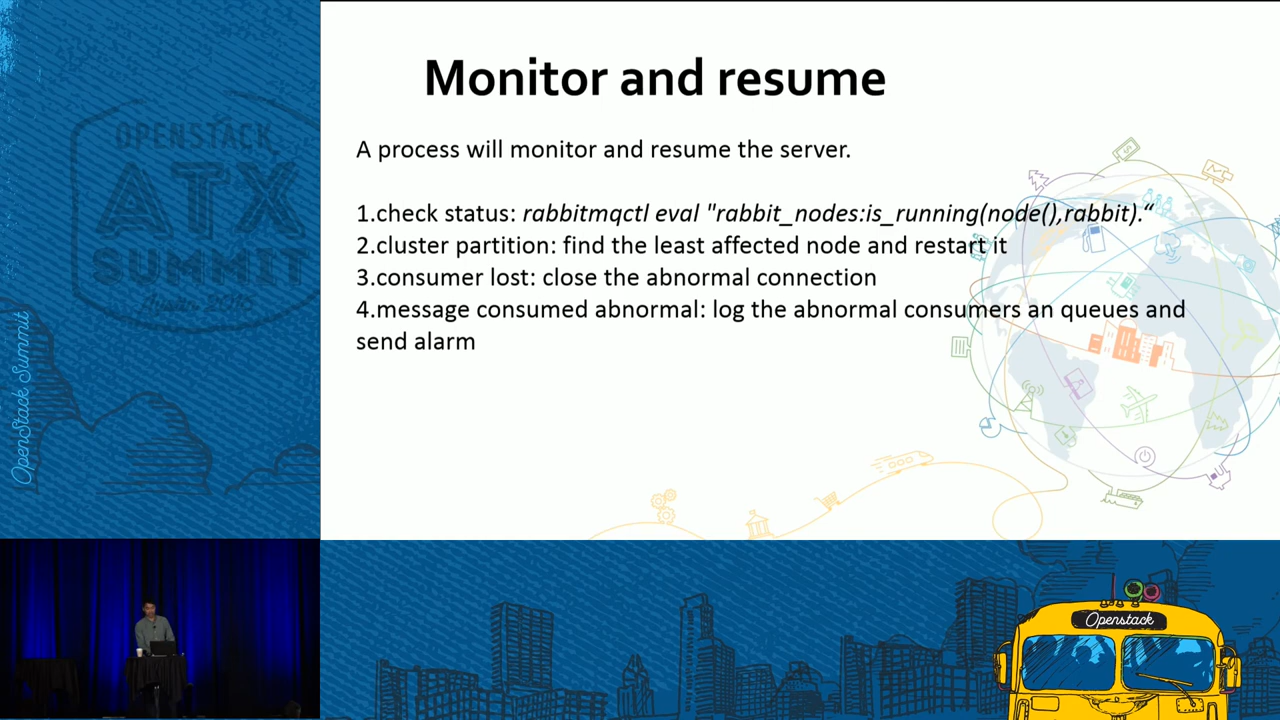 OPENSTACK
ATX
SUMMIT
Austin 2016
OpenStack Summit
Monitor and resume
A process will monitor and resume the server.
1.check status: rabbitmqctl eval "rabbit_nodes:is_running(node(),rabbit).“
2.cluster partition: find the least affected node and restart it
3.consumer lost: close the abnormal connection
4.message consumed abnormal: log the abnormal consumers an queues and
send alarm
Openstack